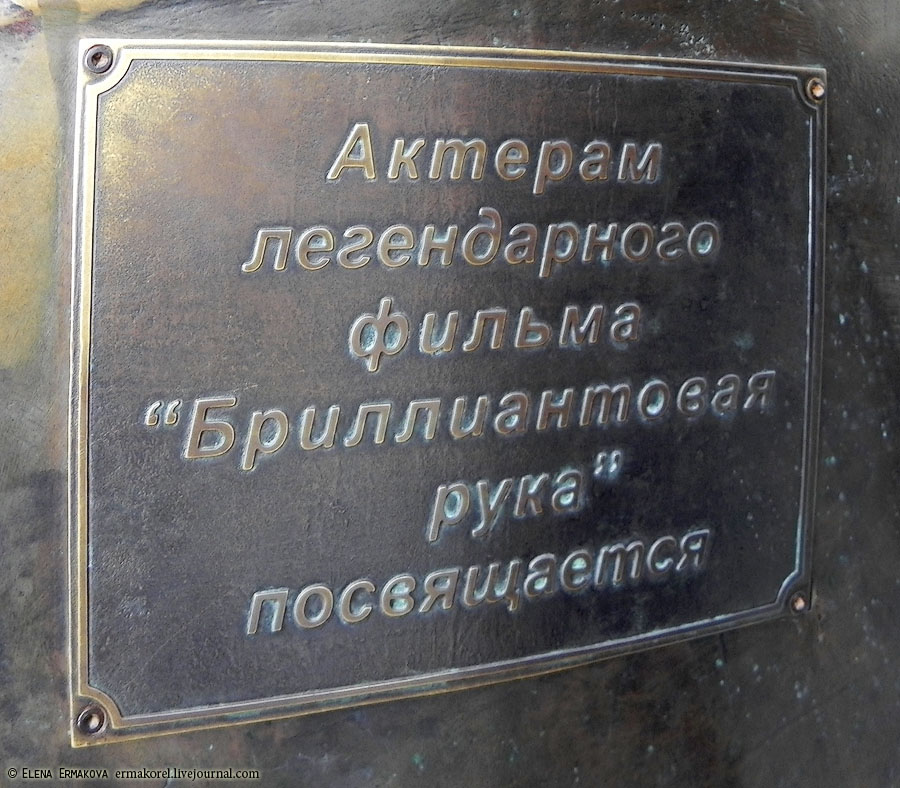 Актерам
легендарного
фильма
“Бриллиантовая
рука”
посвящается
© Elena Ermakova ermakorel.livejournal.com